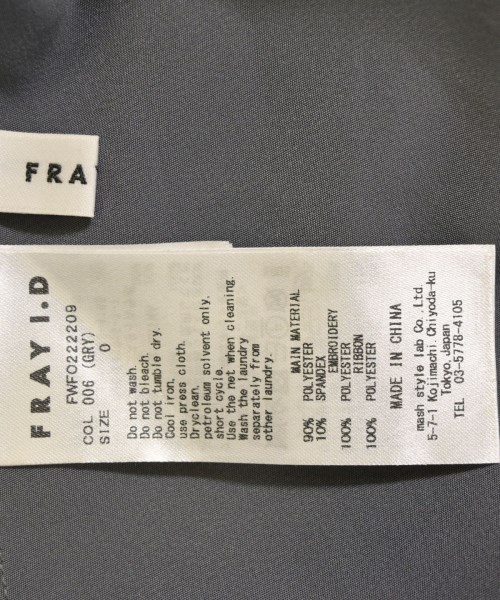 FRA
FRAY I.D
FWFO222209
COL 006 (GRY)
SIZE 0
Do not wash.
Do not bleach.
Do not tumble dry.
Cool iron.
use press cloth.
Dryclean.
petroleum solvent only.
short cycle.
Use the net when cleaning.
Wash the laundry
separately from
other laundry.
MAIN MATERIAL
90% POLYESTER
10% SPANDEX
EMBROIDERY
100% POLYESTER
RIBBON
100% POLYESTER
MADE IN CHINA
mash style lab Co., Ltd.
5-7-1 Kojimachi, Chiyoda-ku
Tokyo, Japan
TEL 03-5778-4105